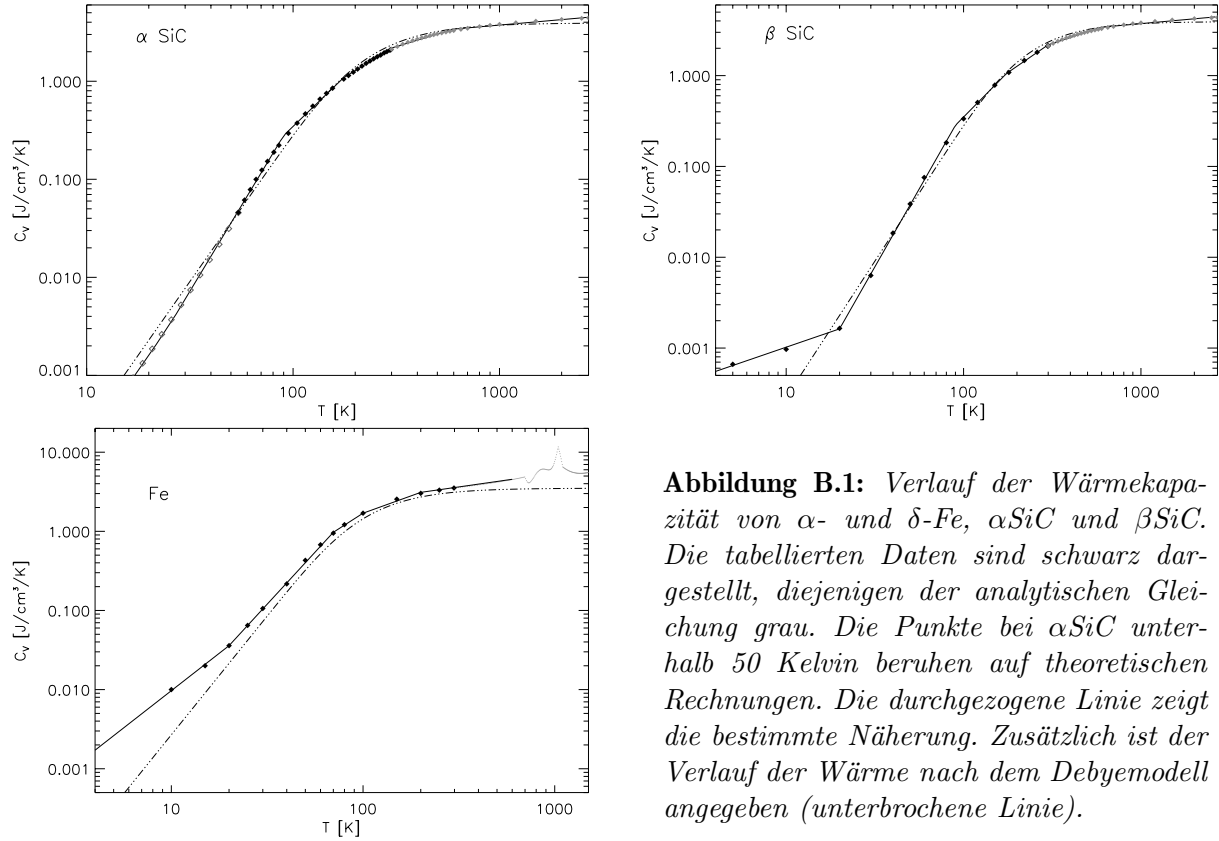 α SiC
1.000
0.100
0.010
0.001
C_v [J/cm³/K]
10
100
1000
T [K]
β SiC
1.000
0.100
0.010
0.001
C_v [J/cm³/K]
10
100
1000
T [K]
Fe
10.000
1.000
0.100
0.010
0.001
C_v [J/cm³/K]
10
100
1000
T [K]
Abbildung B.1: Verlauf der Wärmekapa-
zität von α- und δ-Fe, αSiC und βSiC.
Die tabellierten Daten sind schwarz dar-
gestellt, diejenigen der analytischen Glei-
chung grau. Die Punkte bei αSiC unter-
halb 50 Kelvin beruhen auf theoretischen
Rechnungen. Die durchgezogene Linie zeigt
die bestimmte Näherung. Zusätzlich ist der
Verlauf der Wärme nach dem Debyemodell
angegeben (unterbrochene Linie).